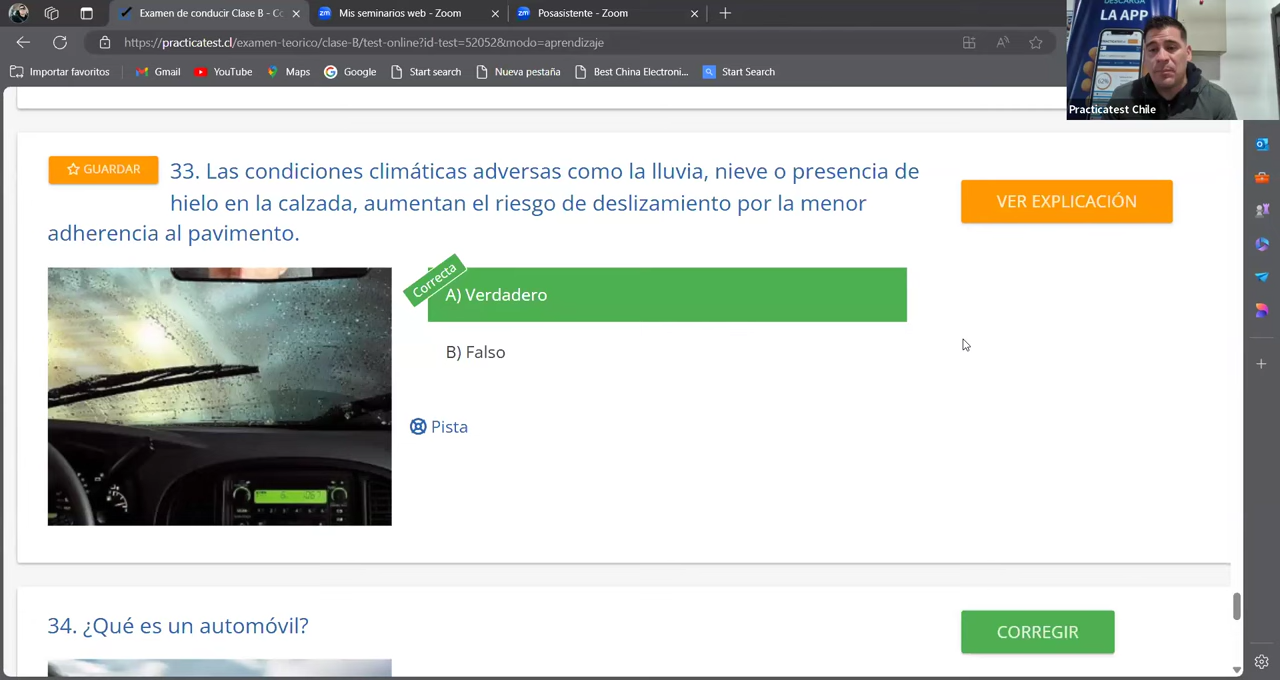 Examen de conducir Clase B - Cc
Mis seminarios web - Zoom
Posasistente - Zoom
https://practicatest.cl/examen-teorico/clase-B/test-online?id-test=52052&modo=aprendizaje
Importar favoritos
Gmail
YouTube
Maps
Google
Start search
Nueva pestaña
Best China Electroni...
Start Search
DESCARGA
LA APP
Practicatest Chile
GUARDAR
33. Las condiciones climáticas adversas como la lluvia, nieve o presencia de
hielo en la calzada, aumentan el riesgo de deslizamiento por la menor
adherencia al pavimento.
VER EXPLICACIÓN
Correcta
A) Verdadero
B) Falso
Pista
34. ¿Qué es un automóvil?
CORREGIR